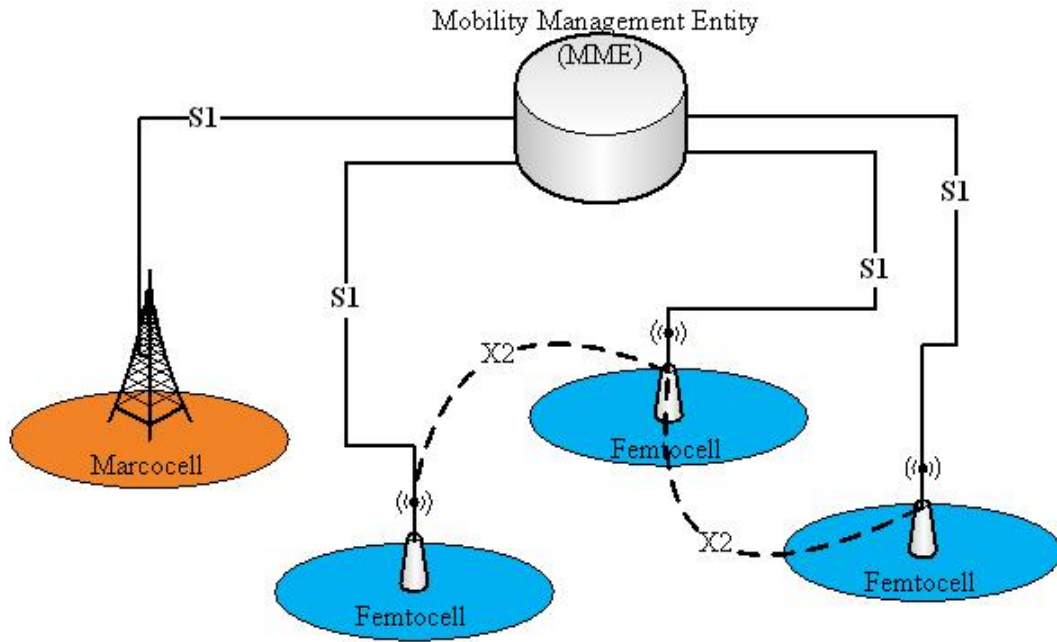 Mobility Management Entity
(MME)
S1
S1
S1
S1
X2
Femtocell
Marcocell
X2
Femtocell
Femtocell